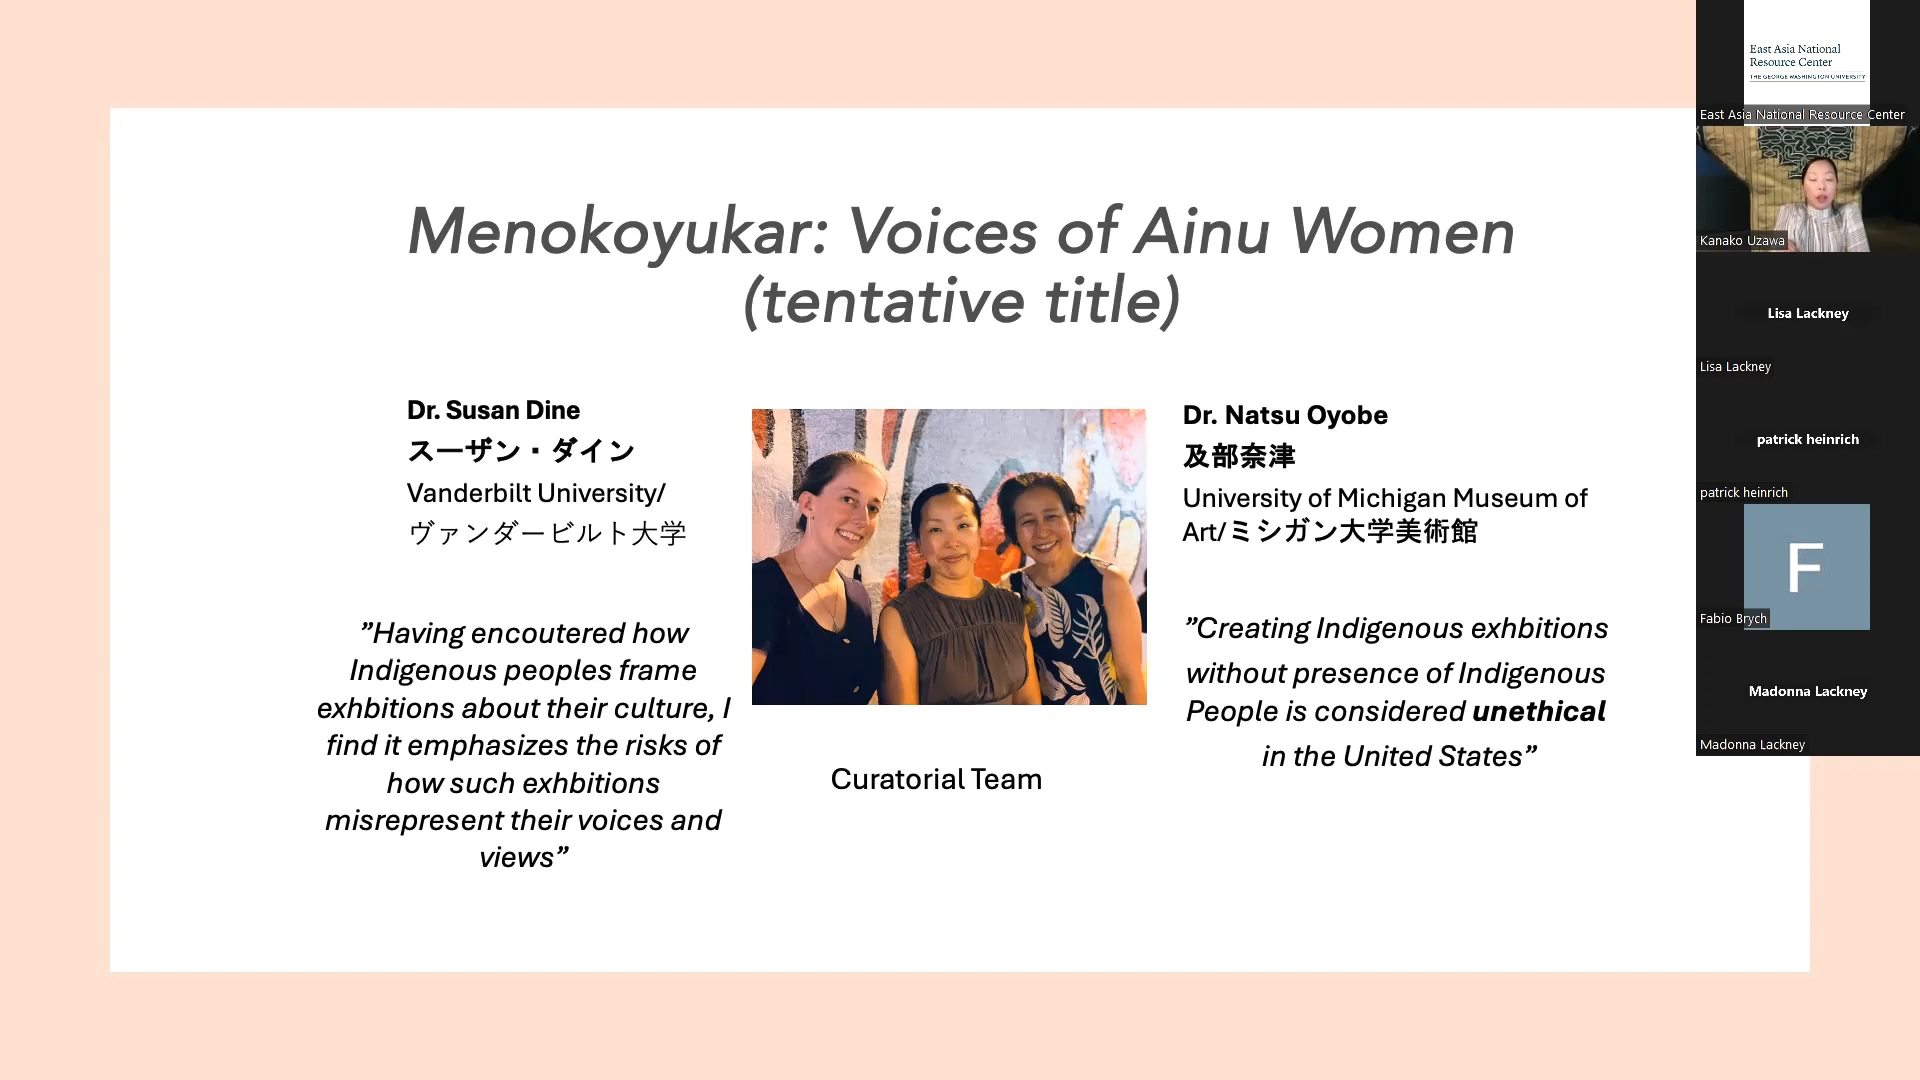 Menokoyukar: Voices of Ainu Women
(tentative title)
Dr. Susan Dine
スーザン・ダイン
Vanderbilt University/
ヴァンダービルト大学
”Having encoutered how
Indigenous peoples frame
exhbitions about their culture, I
find it emphasizes the risks of
how such exhbitions
misrepresent their voices and
views”
Curatorial Team
Dr. Natsu Oyobe
及部奈津
University of Michigan Museum of
Art/ミシガン大学美術館
”Creating Indigenous exhbitions
without presence of Indigenous
People is considered unethical
in the United States”
East Asia National
Resource Center
THE GEORGE WASHINGTON UNIVERSITY
East Asia National Resource Center
Kanako Uzawa
Lisa Lackney
Lisa Lackney
patrick heinrich
patrick heinrich
F
Fabio Brych
Madonna Lackney
Madonna Lackney